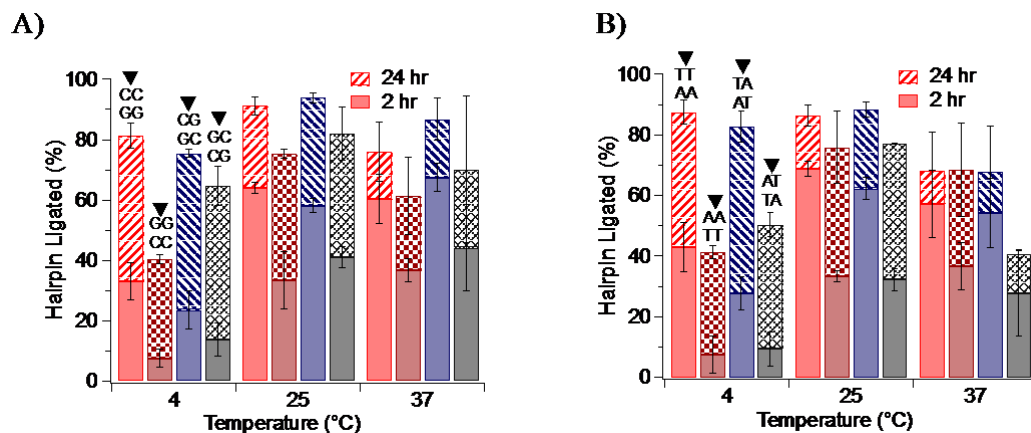 A)
Hairpin Ligated (%)
100
80
60
40
20
0
24 hr
2 hr
CC
GG
GG
CC
CG
GC
GC
CG
4
25
37
Temperature (°C)
B)
Hairpin Ligated (%)
100
80
60
40
20
0
24 hr
2 hr
TT
AA
AA
TT
TA
AT
AT
TA
4
25
37
Temperature (°C)